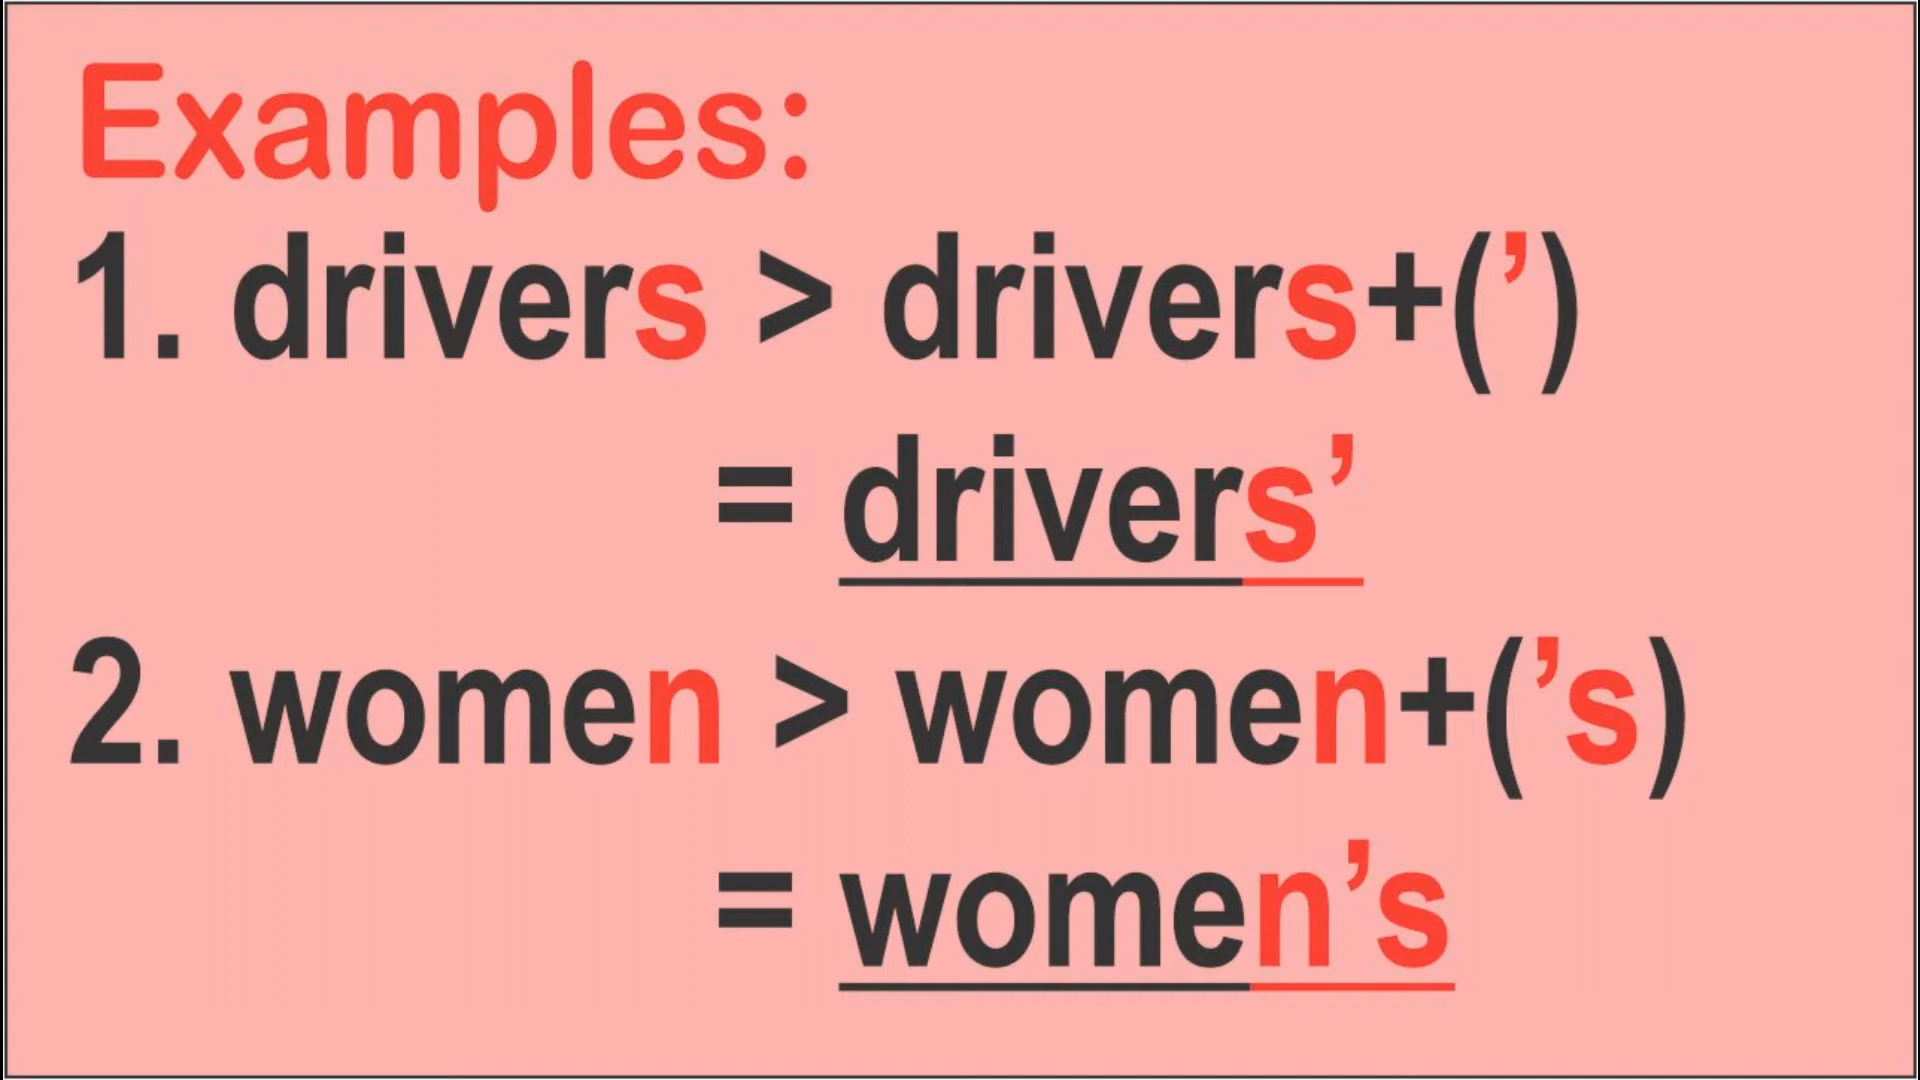 Examples:
1. drivers > drivers+(’)
= drivers’
2. women > women+(’s)
= women’s